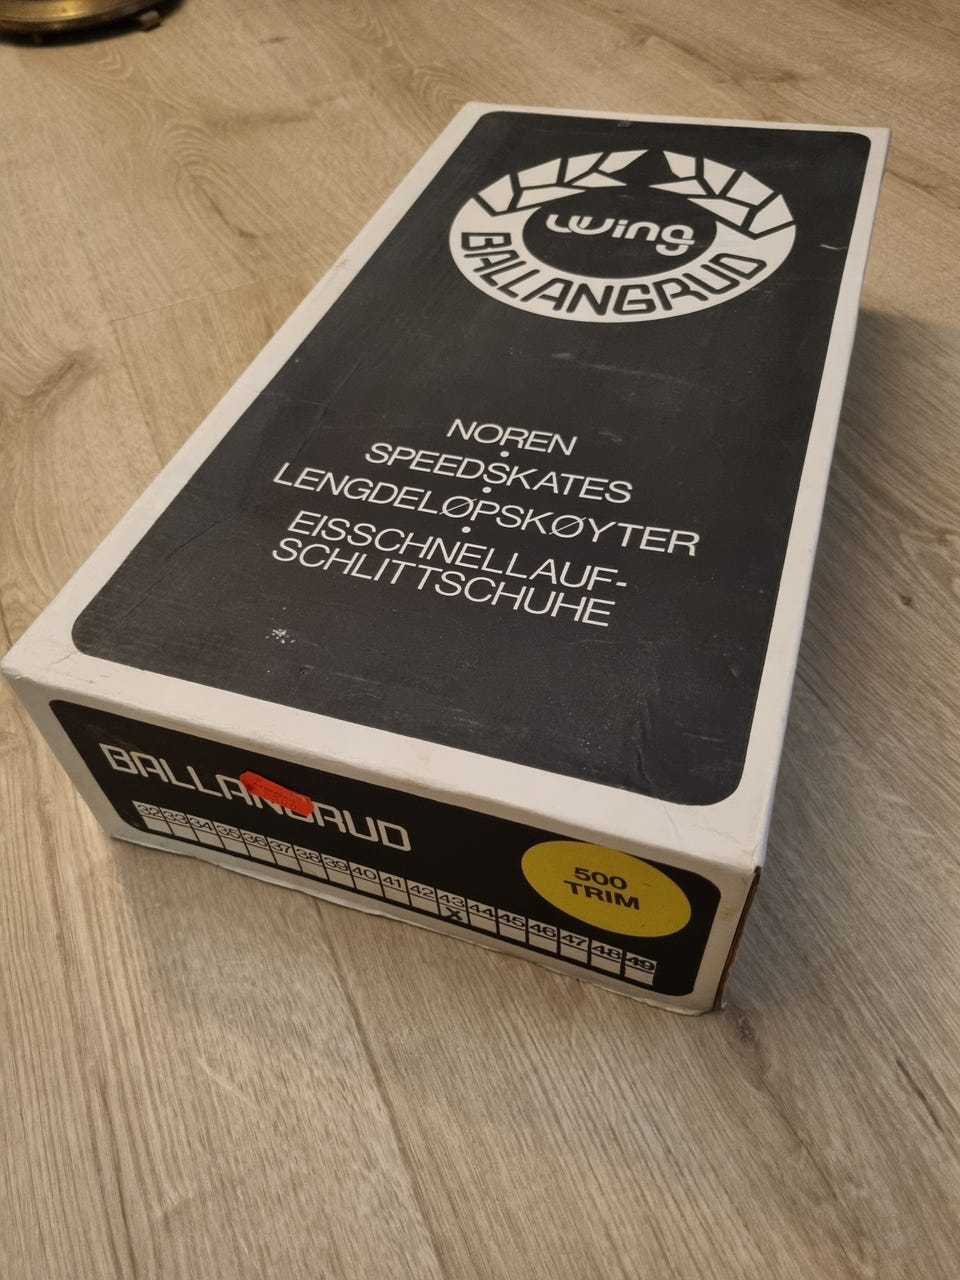 wing
BALLANGRUD
NOREN
•
SPEEDSKATES
•
LENGDELØPSKØYTER
•
EISSCHNELLAUF-
SCHLITTSCHUHE
BALLANGRUD
32 33 34 35 36 37 38 39 40 41 42 43 44 45 46 47 48 49
X
500
TRIM